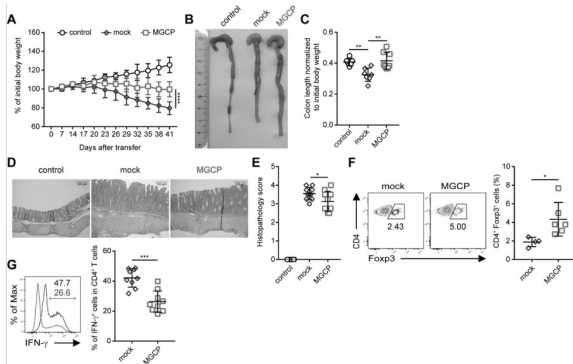 A
control
mock
MGCP
% of initial body weight
140
120
100
80
60
0 7 14 17 20 23 26 29 32 35 38 41
Days after transfer
****
B
control
mock
MGCP
C
Colon length normalized
to initial body weight
1.0
0.8
0.6
0.4
0.2
0.0
**
**
control
mock
MGCP
D
control
mock
MGCP
E
Histopathology score
5
4
3
2
1
0
*
control
mock
MGCP
F
mock
MGCP
2.43
5.00
CD4
Foxp3
CD4+ Foxp3+ cells (%)
10
8
6
4
2
0
*
mock
MGCP
G
% of Max
47.7
26.6
IFN-γ
% of IFN-γ+ cells in CD4+ T cells
60
40
20
0
***
mock
MGCP